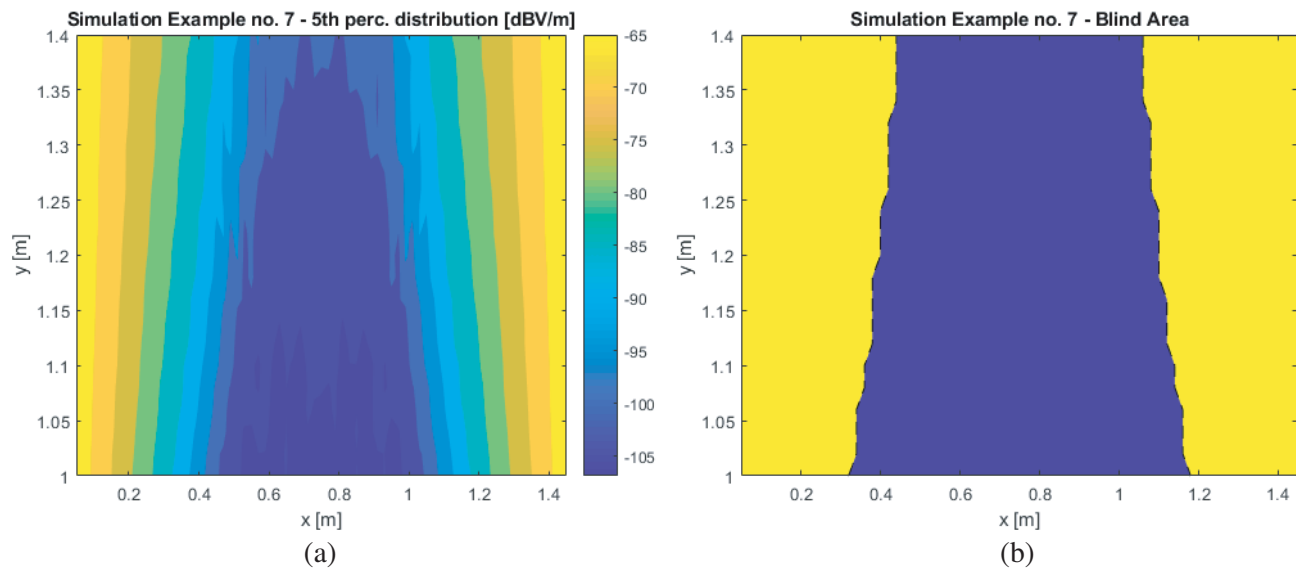 Simulation Example no. 7 - 5th perc. distribution [dBV/m]
1.4
1.35
1.3
1.25
1.2
1.15
1.1
1.05
1
y [m]
0.2 0.4 0.6 0.8 1 1.2 1.4
x [m]
-65
-70
-75
-80
-85
-90
-95
-100
-105
(a)
Simulation Example no. 7 - Blind Area
1.4
1.35
1.3
1.25
1.2
1.15
1.1
1.05
1
y [m]
0.2 0.4 0.6 0.8 1 1.2 1.4
x [m]
(b)